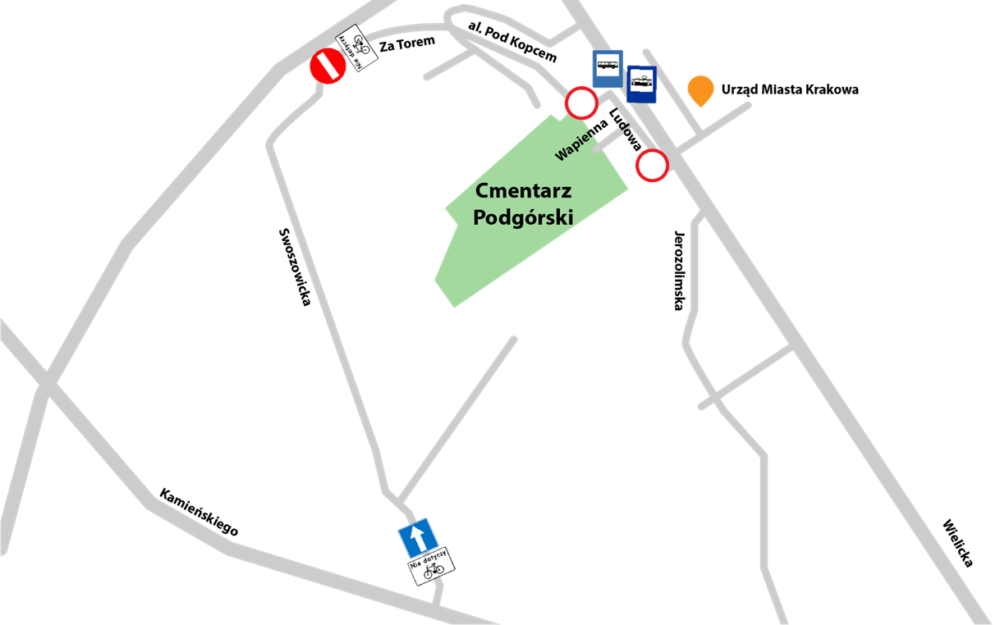 Nie dotyczy
Za Torem
al. Pod Kopcem
Urząd Miasta Krakowa
Wapienna
Ludowa
Cmentarz
Podgórski
Swoszowicka
Jerozolimska
Kamieńskiego
Nie dotyczy
Wielicka